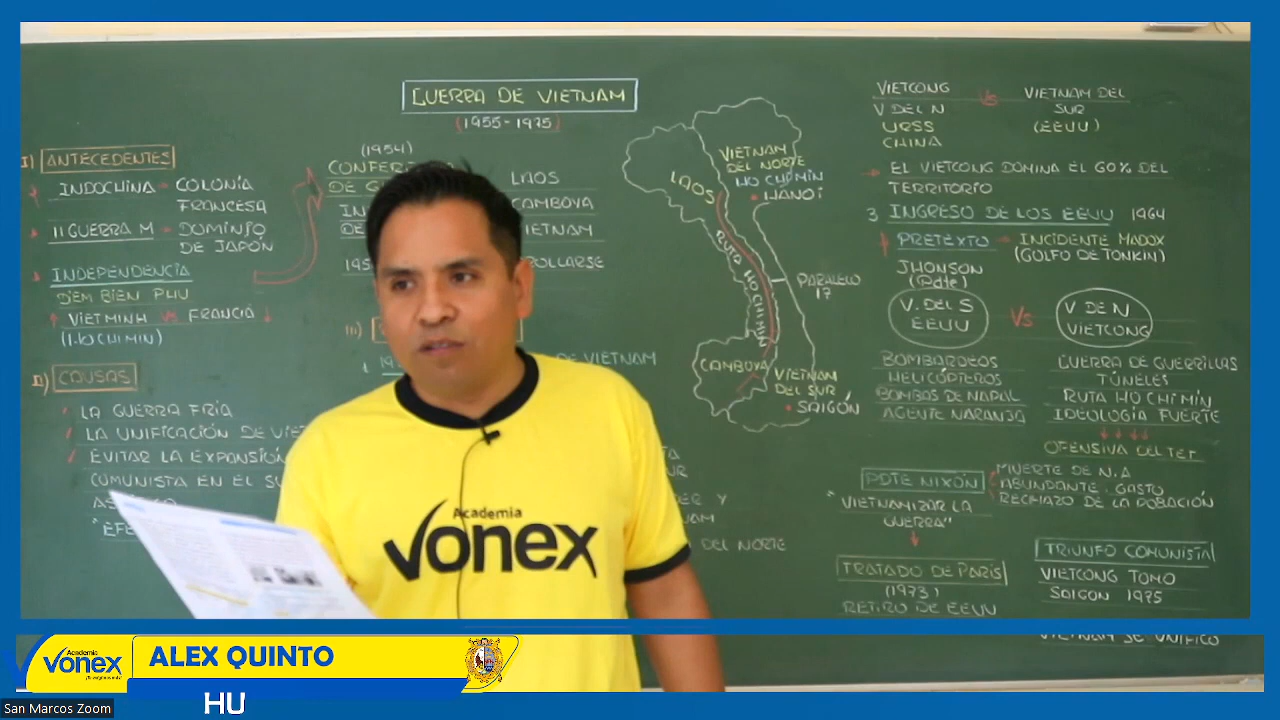 GUERRA DE VIETNAM
(1955-1975)
I) ANTECEDENTES
INDOCHINA = COLONIA
FRANCESA
II GUERRA M = DOMINIO
DE JAPÓN
INDEPENDENCIA
DIEM BIEN PHU
VIET MINH VS FRANCIA
(HO CHI MIN)
II) CAUSAS
LA GUERRA FRÍA
LA UNIFICACIÓN DE
EVITAR LA
COMUNISTA EN EL
(1954)
DE
LAOS
CAMBOYA
VIETNAM
III)
DE VIETNAM
DEL NORTE
VIETNAM
DEL NORTE
HO CHI MIN
HANOI
LAOS
RUTA HO CHI MIN
PARALELO
17
CAMBOYA
VIETNAM
DEL SUR
SAIGÓN
VIETCONG VS VIETNAM DEL
V DEL N SUR
URSS (EEUU)
CHINA
EL VIETCONG DOMINA EL 60% DEL
TERRITORIO
3 INGRESO DE LOS EEUU 1964
PRETEXTO = INCIDENTE MADOX
(GOLFO DE TONKIN)
JHONSON
(Pdte)
V. DEL S VS V DE N
EEUU VIETCONG
BOMBARDEOS
HELICÓPTEROS
BOMBAS DE NAPAL
AGENTE NARANJA
GUERRA DE GUERRILLAS
TÚNELES
RUTA HO CHI MIN
IDEOLOGÍA FUERTE
OFENSIVA DEL TET
MUERTE DE N.A
ABUNDANTE GASTO
RECHAZO DE LA POBLACIÓN
PDTE NIXON
"VIETNAMIZAR LA
GUERRA"
TRATADO DE PARIS
(1973)
RETIRO DE EEUU
TRIUNFO COMUNISTA
VIETCONG TOMO
SAIGON 1975
VIETNAM SE UNIFICO
Academia
Vonex
Academia
Vonex
ALEX QUINTO
HU
San Marcos Zoom